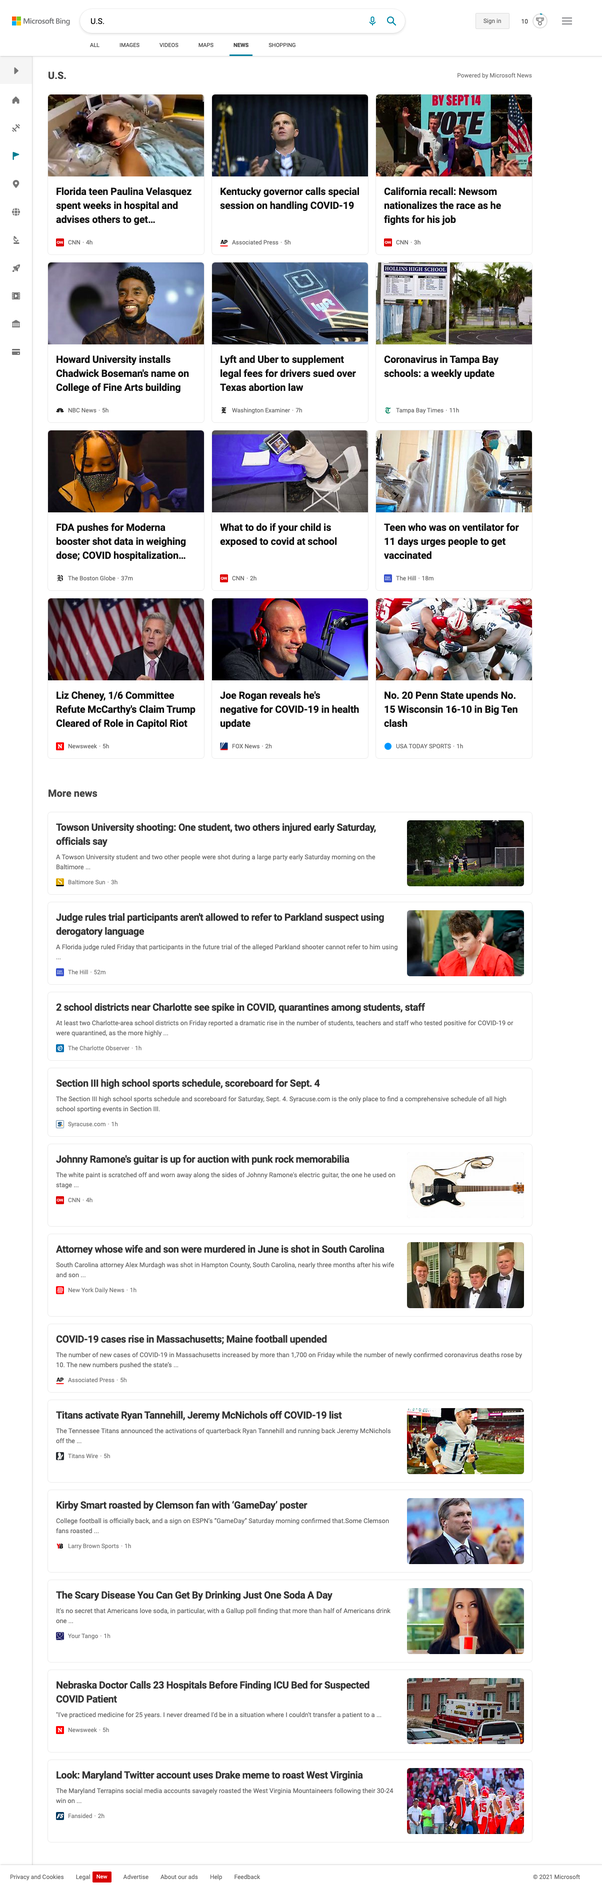 Microsoft Bing
U.S.
Sign in
10
ALL
IMAGES
VIDEOS
MAPS
NEWS
SHOPPING
U.S.
Powered by Microsoft News
BY SEPT 14
VOTE
Florida teen Paulina Velasquez
spent weeks in hospital and
advises others to get...
CNN · 4h
Kentucky governor calls special
session on handling COVID-19
AP Associated Press · 5h
California recall: Newsom
nationalizes the race as he
fights for his job
CNN · 3h
lyft
HOLLINS HIGH SCHOOL
Howard University installs
Chadwick Boseman's name on
College of Fine Arts building
NBC News · 5h
Lyft and Uber to supplement
legal fees for drivers sued over
Texas abortion law
Washington Examiner · 7h
Coronavirus in Tampa Bay
schools: a weekly update
Tampa Bay Times · 11h
FDA pushes for Moderna
booster shot data in weighing
dose; COVID hospitalization...
B The Boston Globe · 37m
What to do if your child is
exposed to covid at school
CNN · 2h
Teen who was on ventilator for
11 days urges people to get
vaccinated
The Hill · 18m
Liz Cheney, 1/6 Committee
Refute McCarthy's Claim Trump
Cleared of Role in Capitol Riot
N Newsweek · 5h
Joe Rogan reveals he's
negative for COVID-19 in health
update
FOX News · 2h
No. 20 Penn State upends No.
15 Wisconsin 16-10 in Big Ten
clash
USA TODAY SPORTS · 1h
More news
Towson University shooting: One student, two others injured early Saturday,
officials say
A Towson University student and two other people were shot during a large party early Saturday morning on the
Baltimore ...
Baltimore Sun · 3h
Judge rules trial participants aren't allowed to refer to Parkland suspect using
derogatory language
A Florida judge ruled Friday that participants in the future trial of the alleged Parkland shooter cannot refer to him using
...
The Hill · 52m
2 school districts near Charlotte see spike in COVID, quarantines among students, staff
At least two Charlotte-area school districts on Friday reported a dramatic rise in the number of students, teachers and staff who tested positive for COVID-19 or
were quarantined, as the more highly ...
The Charlotte Observer · 1h
Section III high school sports schedule, scoreboard for Sept. 4
The Section III high school sports schedule and scoreboard for Saturday, Sept. 4. Syracuse.com is the only place to find a comprehensive schedule of all high
school sporting events in Section III.
S Syracuse.com · 1h
Johnny Ramone's guitar is up for auction with punk rock memorabilia
The white paint is scratched off and worn away along the sides of Johnny Ramone's electric guitar, the one he used on
stage ...
CNN · 4h
Attorney whose wife and son were murdered in June is shot in South Carolina
South Carolina attorney Alex Murdagh was shot in Hampton County, South Carolina, nearly three months after his wife
and son ...
New York Daily News · 1h
COVID-19 cases rise in Massachusetts; Maine football upended
The number of new cases of COVID-19 in Massachusetts increased by more than 1,700 on Friday while the number of newly confirmed coronavirus deaths rose by
10. The new numbers pushed the state's ...
AP Associated Press · 5h
Titans activate Ryan Tannehill, Jeremy McNichols off COVID-19 list
The Tennessee Titans announced the activations of quarterback Ryan Tannehill and running back Jeremy McNichols
off the ...
Titans Wire · 5h
17
Kirby Smart roasted by Clemson fan with 'GameDay' poster
College football is officially back, and a sign on ESPN's "GameDay" Saturday morning confirmed that.Some Clemson
fans roasted ...
Larry Brown Sports · 1h
The Scary Disease You Can Get By Drinking Just One Soda A Day
It's no secret that Americans love soda, in particular, with a Gallup poll finding that more than half of Americans drink
one ...
Your Tango · 1h
Nebraska Doctor Calls 23 Hospitals Before Finding ICU Bed for Suspected
COVID Patient
"I've practiced medicine for 25 years. I never dreamed I'd be in a situation where I couldn't transfer a patient to a ...
N Newsweek · 5h
Look: Maryland Twitter account uses Drake meme to roast West Virginia
The Maryland Terrapins social media accounts savagely roasted the West Virginia Mountaineers following their 30-24
win on ...
FS Fansided · 2h
15
Privacy and Cookies
Legal
New
Advertise
About our ads
Help
Feedback
© 2021 Microsoft